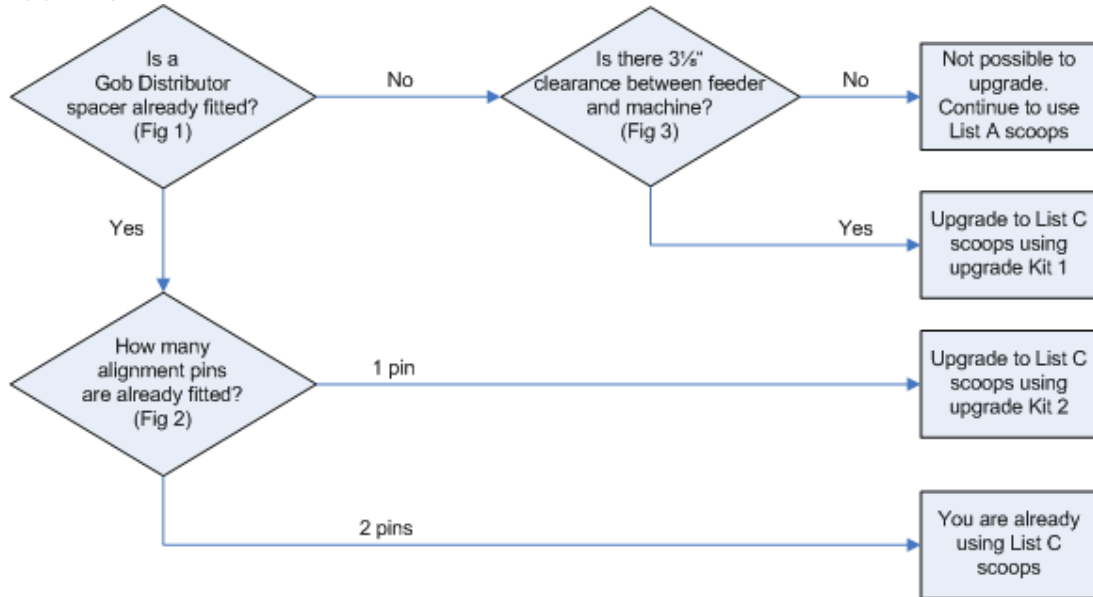 Is a
Gob Distributor
spacer already fitted?
(Fig 1)
No
Is there 3⅛"
clearance between feeder
and machine?
(Fig 3)
No
Not possible to
upgrade.
Continue to use
List A scoops
Yes
Yes
Upgrade to List C
scoops using
upgrade Kit 1
How many
alignment pins
are already fitted?
(Fig 2)
1 pin
Upgrade to List C
scoops using
upgrade Kit 2
2 pins
You are already
using List C
scoops